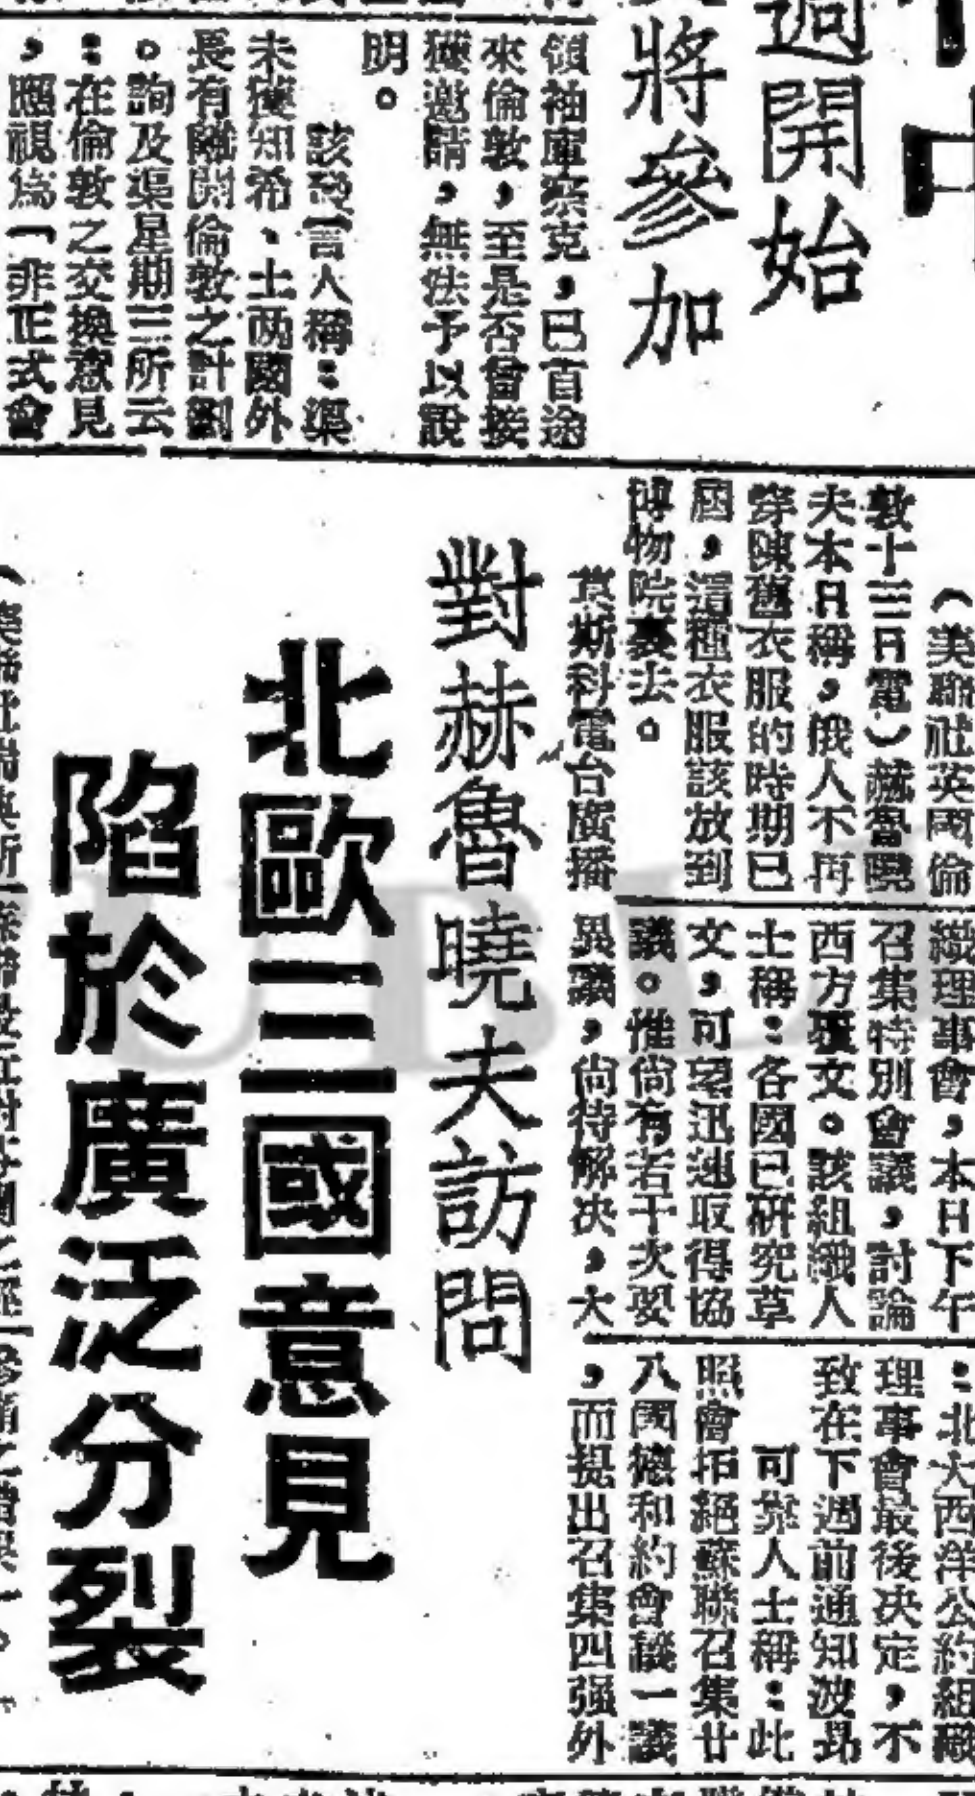 過開始
將參加
領袖庫察克，已首途
來倫敦，至是否曾接
獲邀請，無法予以說
明。
該發言人稱：渠
未獲知希、土兩國外
長有離開倫敦之計劃
。詢及渠星期三所云
：在倫敦之交換意見
，應視爲「非正式會
（美聯社英國倫
敦十三日電）赫魯曉
夫本日稱，俄人不再
穿陳舊衣服的時期已
屆，這種衣服該放到
博物院裏去。
莫斯科電台廣播
織理事會，本日下午
召集特別會議，討論
西方覆文。該組織人
士稱：各國已研究草
文，可望迅速取得協
議。惟尚有若干次要
異議，尚待解決，大
：北大西洋公約組織
理事會最後決定，不
致在下週前通知波昂
可靠人士稱：此
照會拒絕蘇聯召集廿
八國德和約會議一議
，而提出召集四强外
對赫魯曉夫訪問
北歐三國意見
陷於廣泛分裂